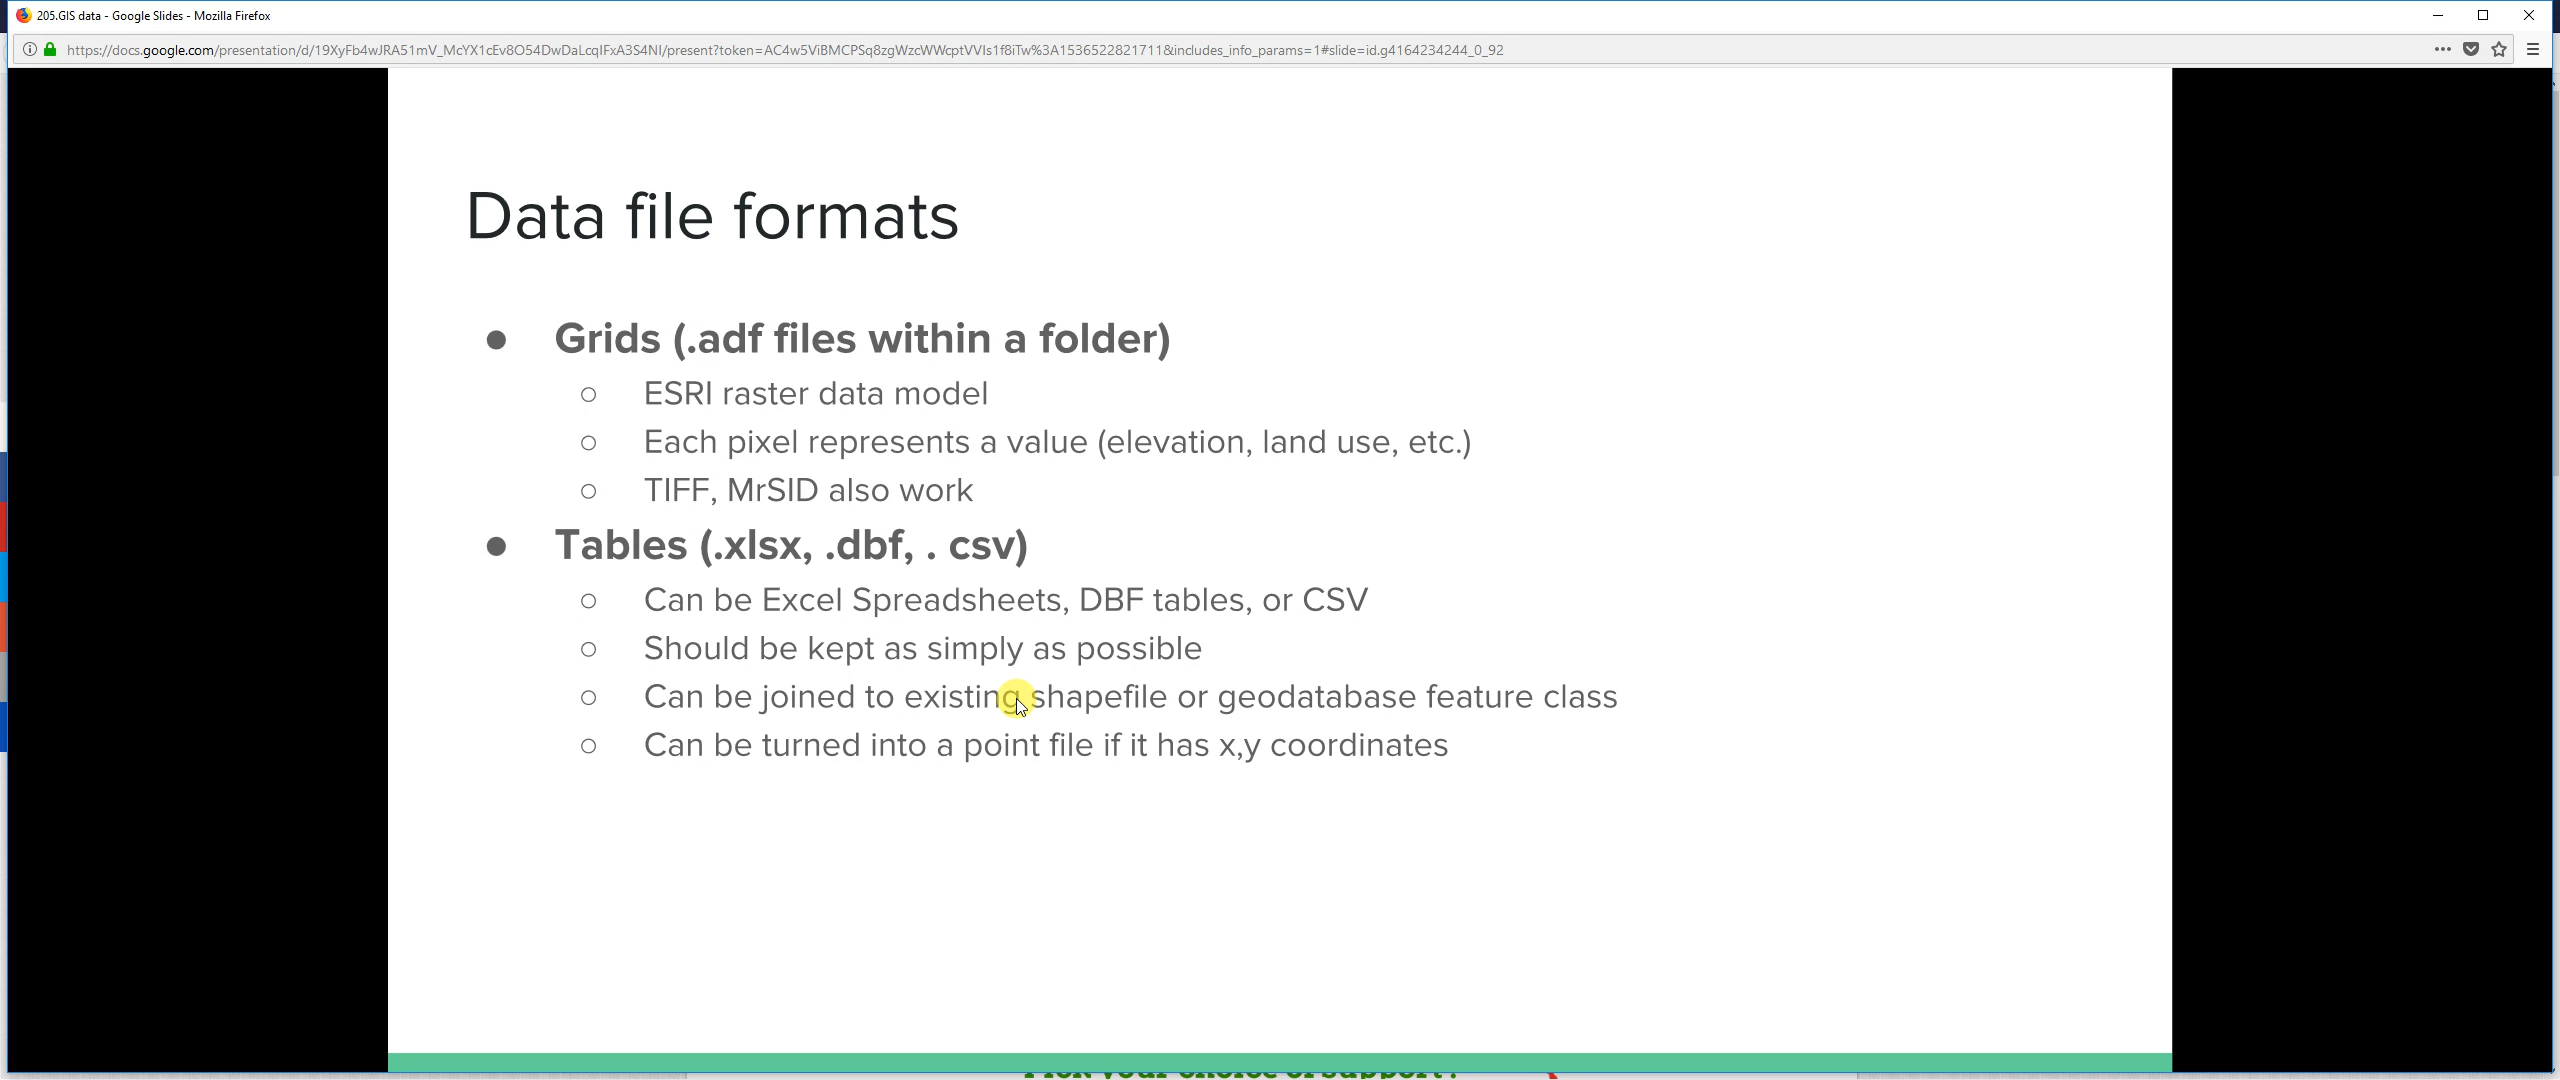 205.GIS data - Google Slides - Mozilla Firefox
https://docs.google.com/presentation/d/19XyFb4wJRA51mV_McYX1cEv8O54DwDaLcqIFxA3S4NI/present?token=AC4w5ViBMCPSq8zgWzcWWcptVVIs1f8iTw%3A1536522821711&includes_info_params=1#slide=id.g4164234244_0_92
Data file formats
● Grids (.adf files within a folder)
○ ESRI raster data model
○ Each pixel represents a value (elevation, land use, etc.)
○ TIFF, MrSID also work
● Tables (.xlsx, .dbf, . csv)
○ Can be Excel Spreadsheets, DBF tables, or CSV
○ Should be kept as simply as possible
○ Can be joined to existing shapefile or geodatabase feature class
○ Can be turned into a point file if it has x,y coordinates